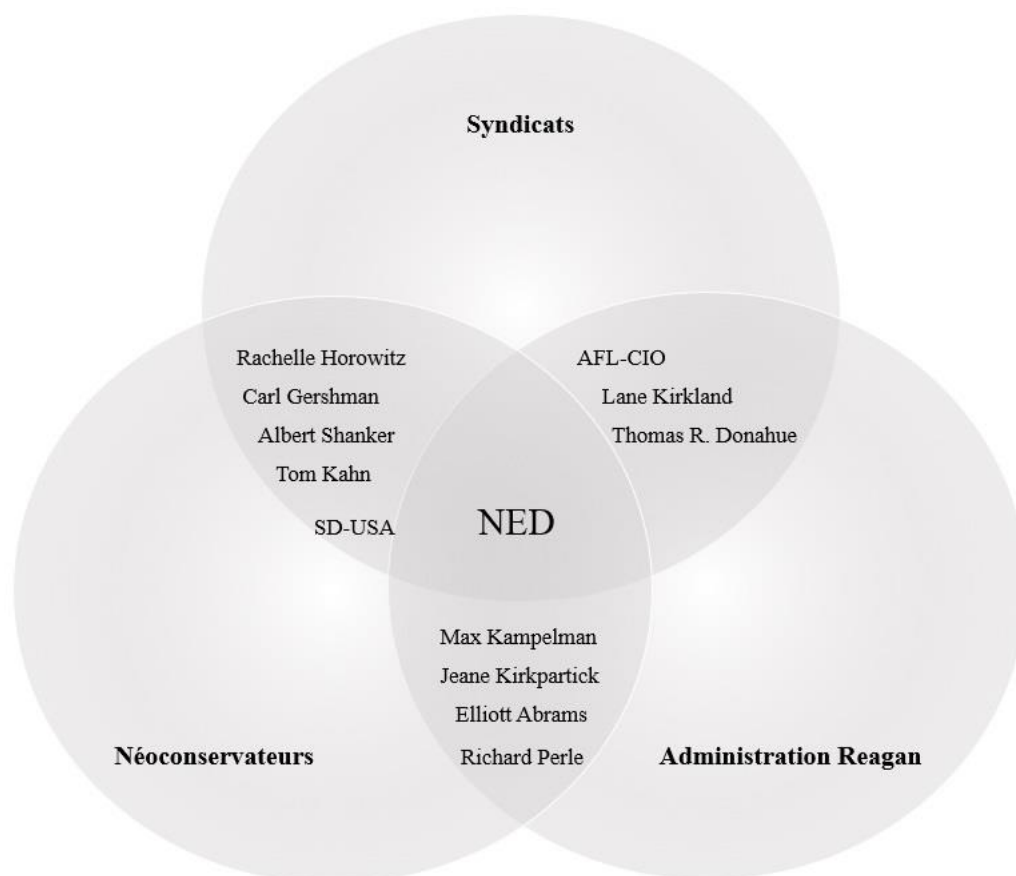 Syndicats
Rachelle Horowitz
Carl Gershman
Albert Shanker
Tom Kahn
SD-USA
AFL-CIO
Lane Kirkland
Thomas R. Donahue
NED
Max Kampelman
Jeane Kirkpartick
Elliott Abrams
Richard Perle
Néoconservateurs
Administration Reagan